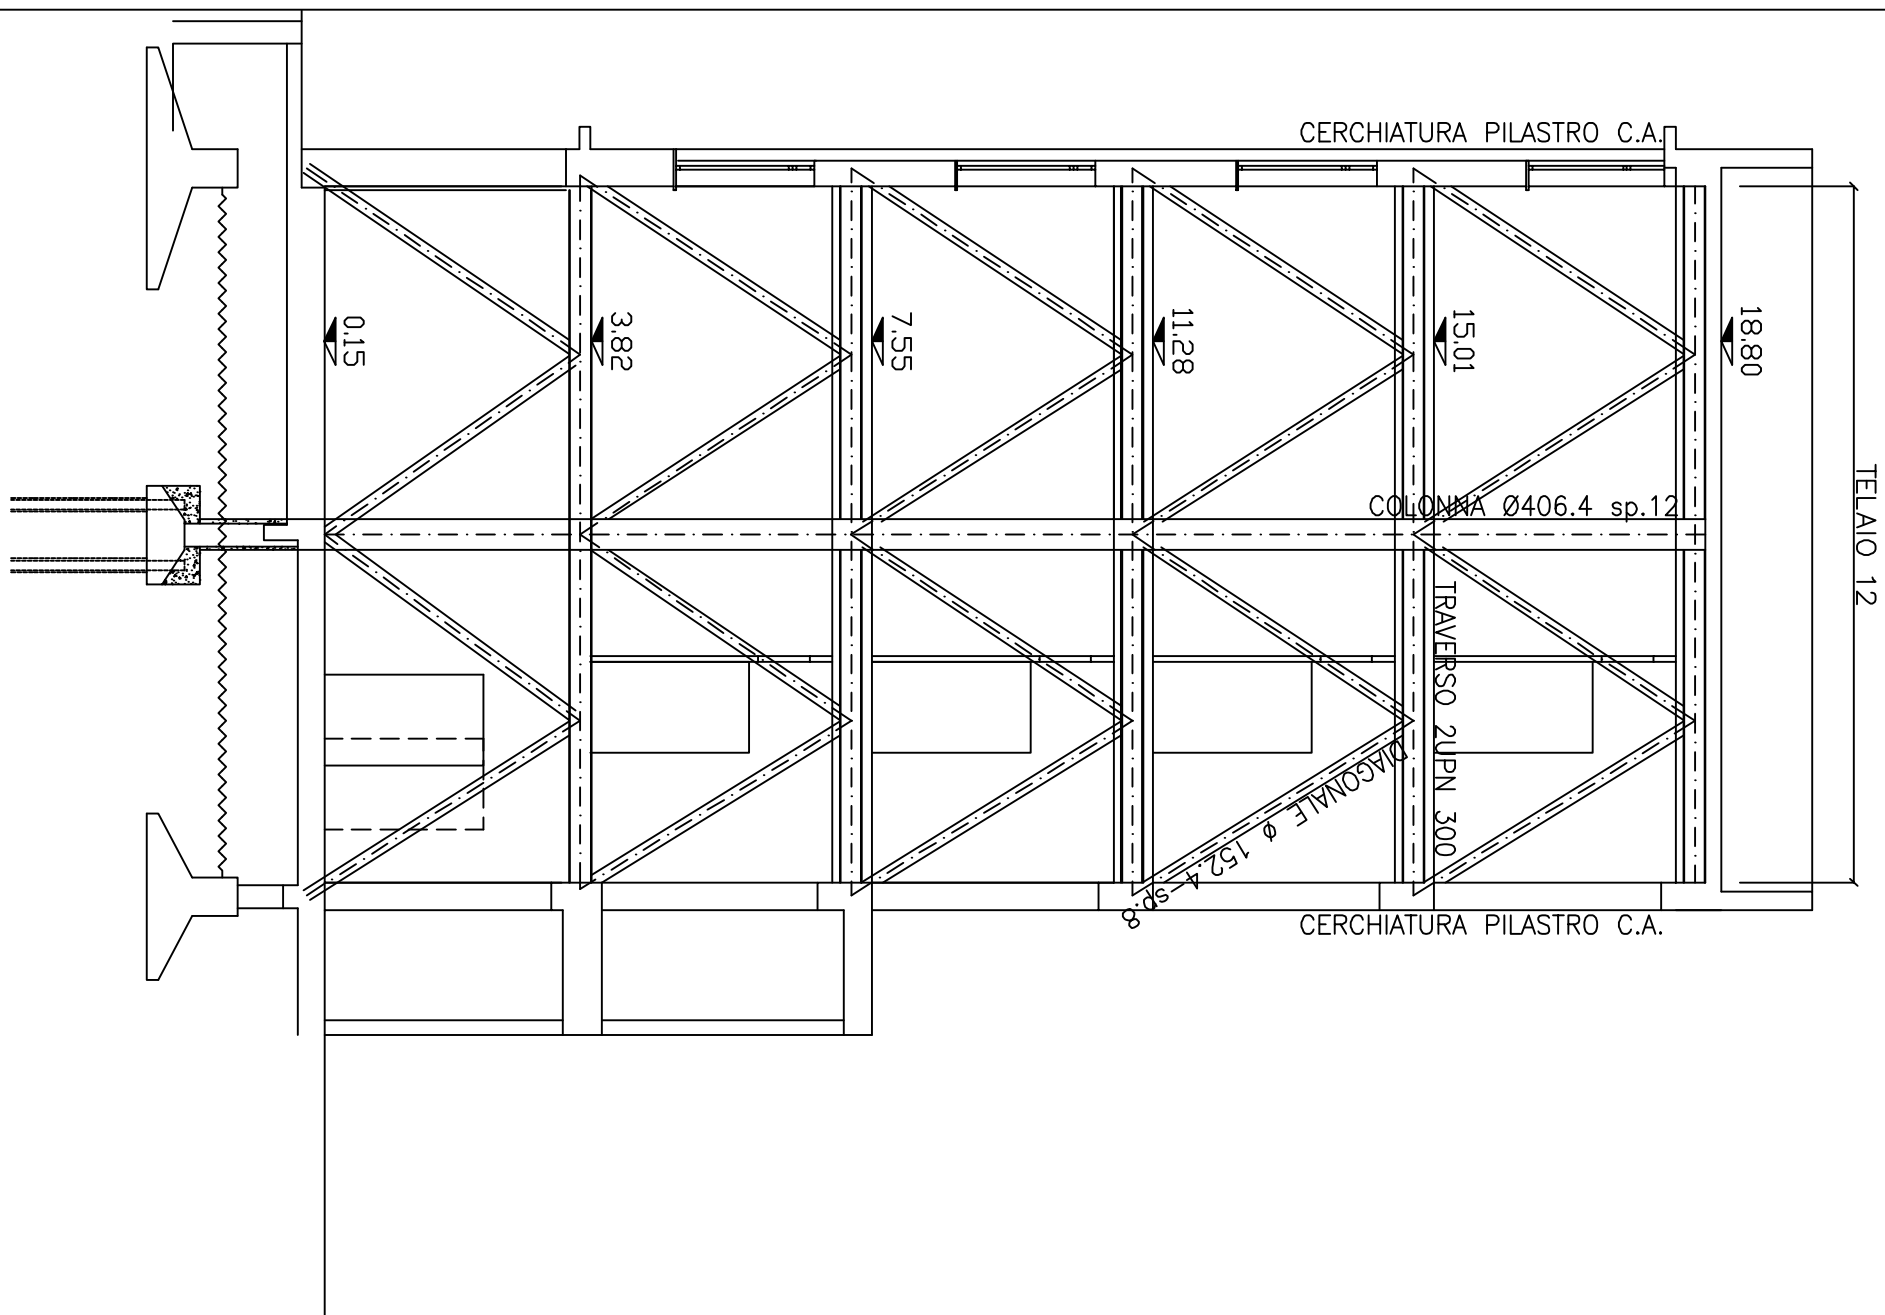 CERCHIATURA PILASTRO C.A.
0.15
3.82
7.55
11.28
15.01
18.80
TELAIO 12
COLONNA Ø406.4 sp.12
TRAVERSO 2UPN 300
DIAGONALE ϕ 152.4-sp.8
CERCHIATURA PILASTRO C.A.